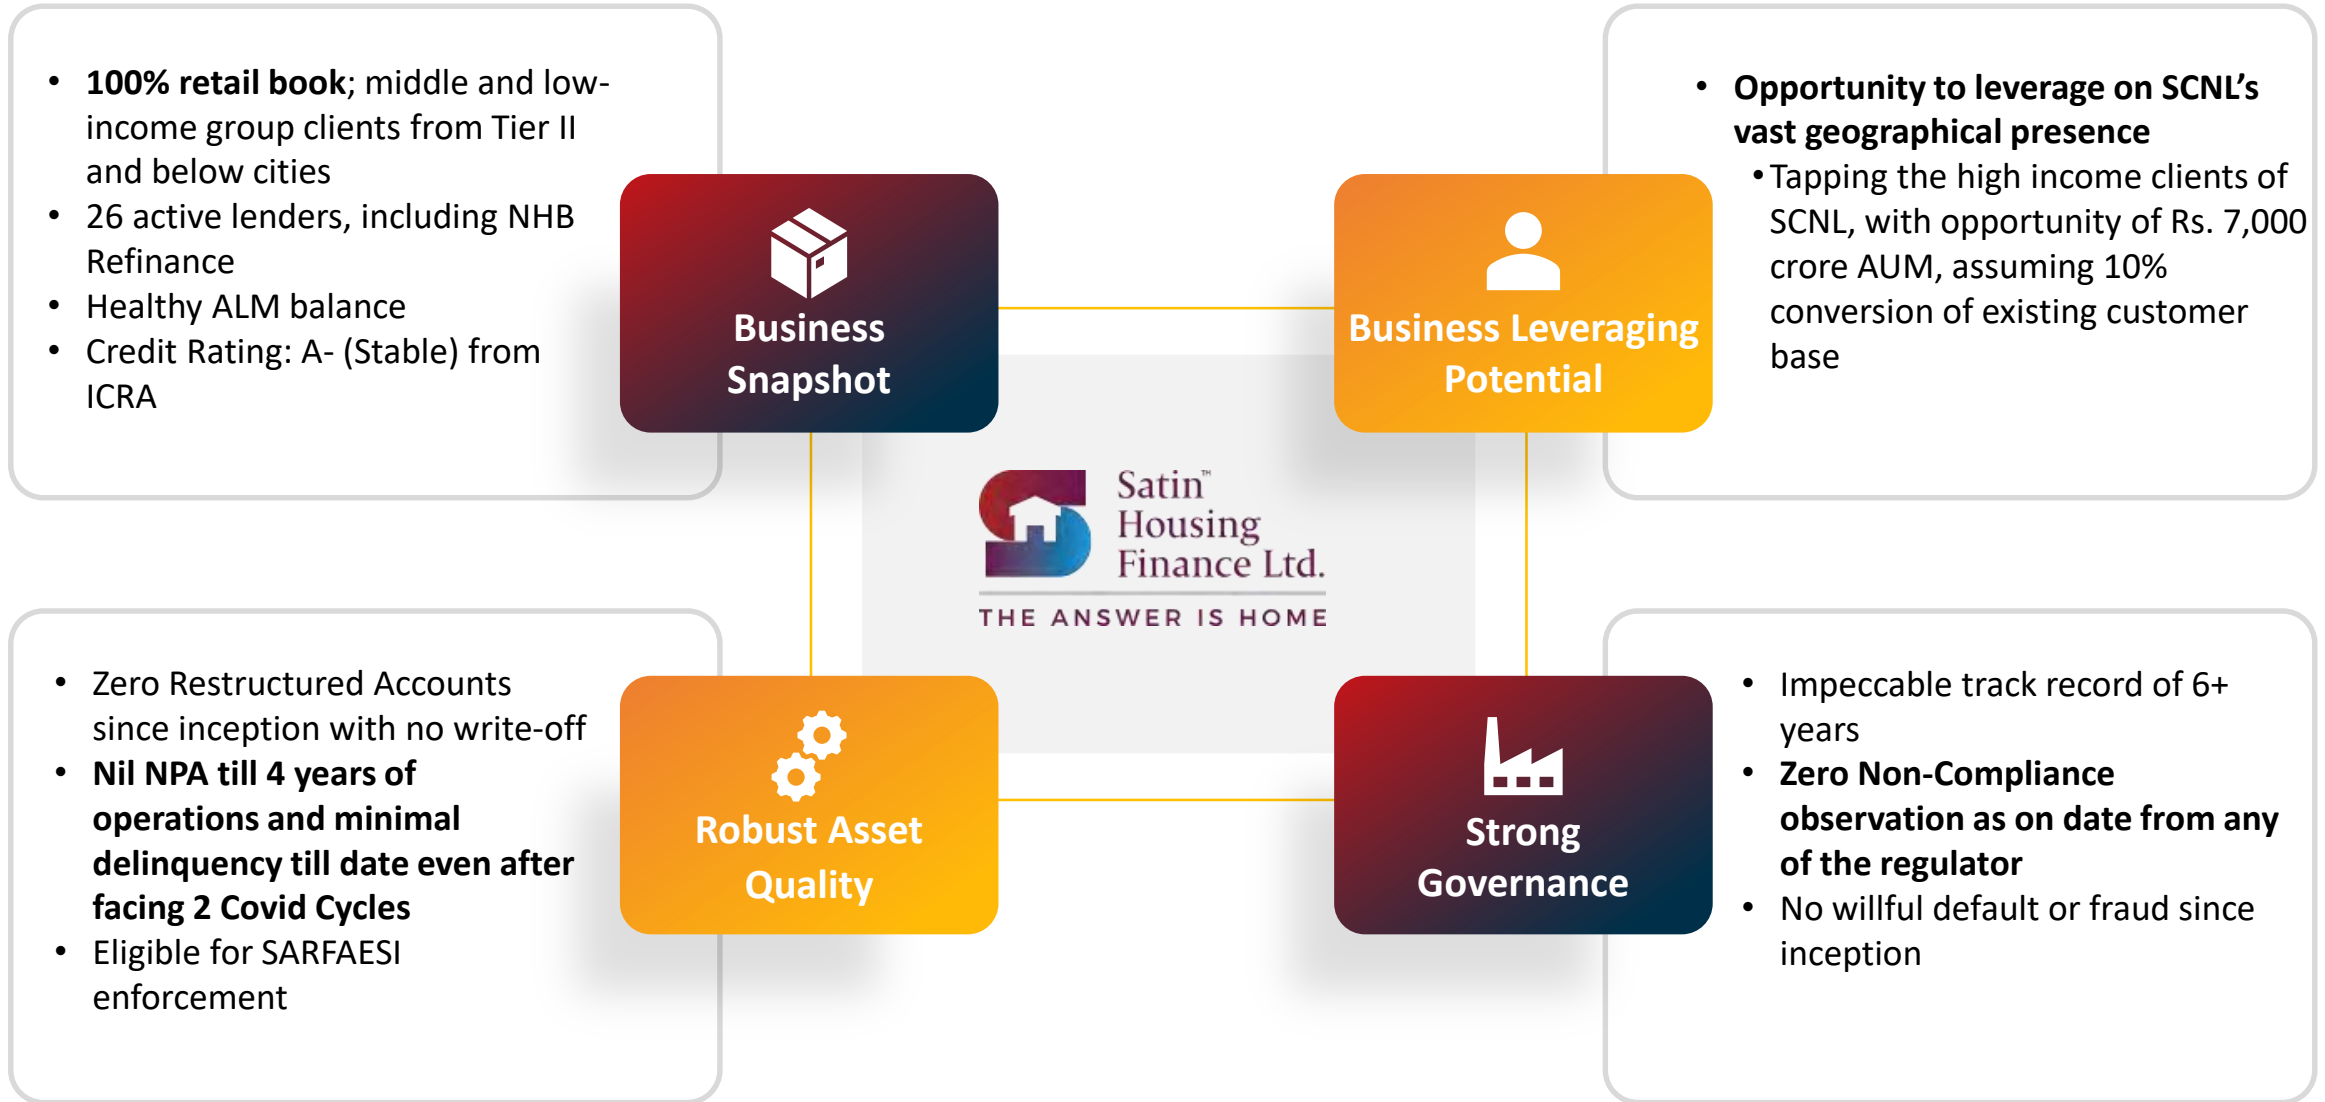 • 100% retail book; middle and low-
income group clients from Tier II
and below cities
• 26 active lenders, including NHB
Refinance
• Healthy ALM balance
• Credit Rating: A- (Stable) from
ICRA
Business
Snapshot
Business Leveraging
Potential
• Opportunity to leverage on SCNL’s
vast geographical presence
• Tapping the high income clients of
SCNL, with opportunity of Rs. 7,000
crore AUM, assuming 10%
conversion of existing customer
base
Satin™
Housing
Finance Ltd.
THE ANSWER IS HOME
• Zero Restructured Accounts
since inception with no write-off
• Nil NPA till 4 years of
operations and minimal
delinquency till date even after
facing 2 Covid Cycles
• Eligible for SARFAESI
enforcement
Robust Asset
Quality
Strong
Governance
• Impeccable track record of 6+
years
• Zero Non-Compliance
observation as on date from any
of the regulator
• No willful default or fraud since
inception